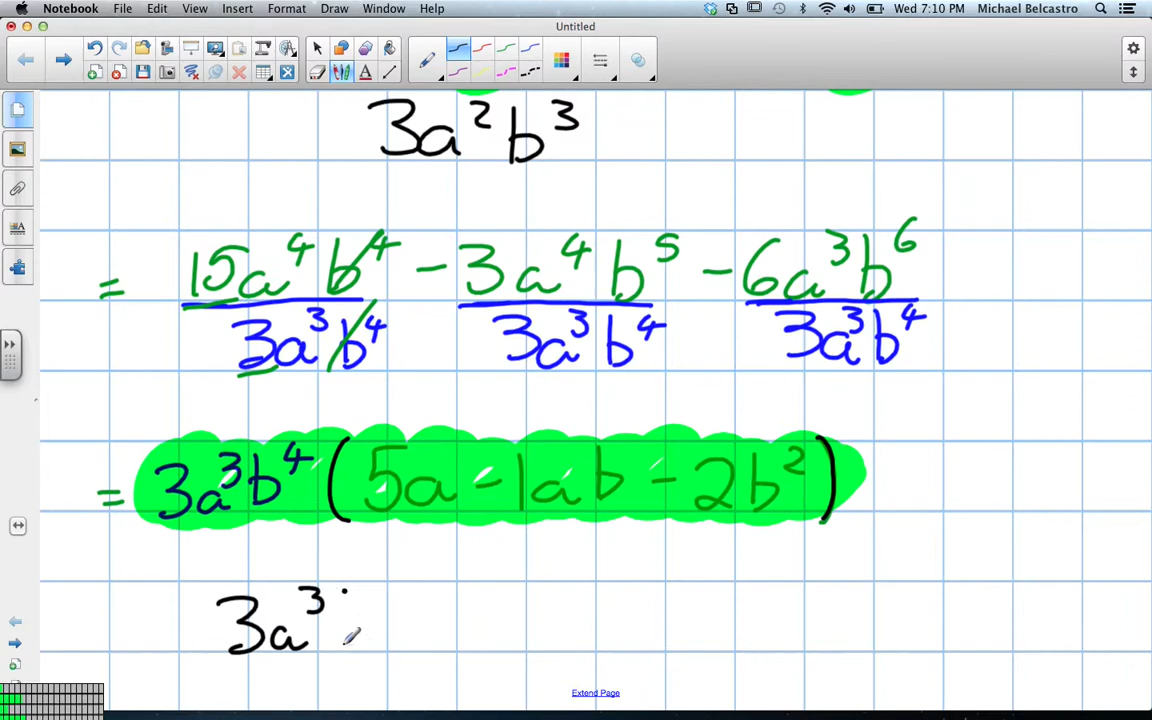 Notebook File Edit View Insert Format Draw Window Help Wed 7:10 PM Michael Belcastro
Untitled
3a²b³
= 15a⁴b⁴ - 3a⁴b⁵ - 6a³b⁶
3a³b⁴ 3a³b⁴ 3a³b⁴
= 3a³b⁴(5a - 1ab - 2b²)
3a³
Extend Page